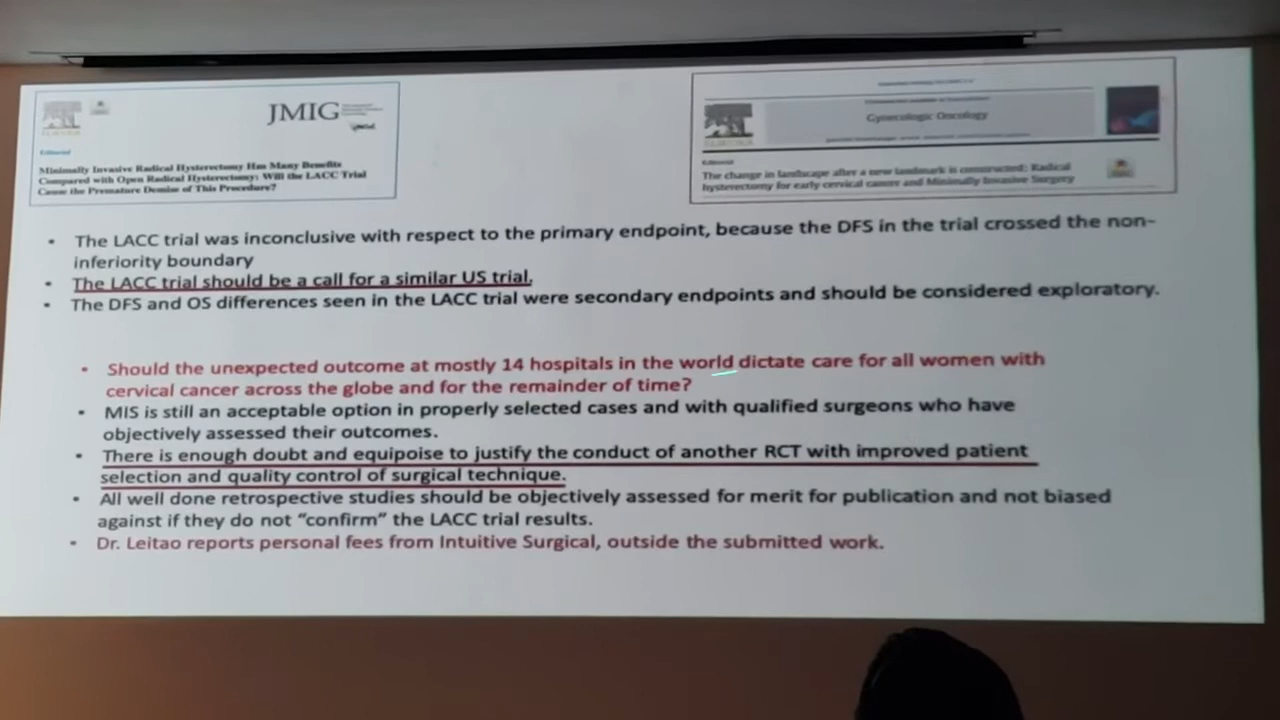 ELSEVIER
JMIG
Editorial
Minimally Invasive Radical Hysterectomy Has Many Benefits
Compared with Open Radical Hysterectomy: Will the LACC Trial
Cause the Premature Demise of This Procedure?
Gynecologic Oncology
ELSEVIER
Editorial
The change in landscape after a new landmark is constructed: Radical
hysterectomy for early cervical cancer and Minimally Invasive Surgery
• The LACC trial was inconclusive with respect to the primary endpoint, because the DFS in the trial crossed the non-
inferiority boundary
• The LACC trial should be a call for a similar US trial.
• The DFS and OS differences seen in the LACC trial were secondary endpoints and should be considered exploratory.
• Should the unexpected outcome at mostly 14 hospitals in the world dictate care for all women with
cervical cancer across the globe and for the remainder of time?
• MIS is still an acceptable option in properly selected cases and with qualified surgeons who have
objectively assessed their outcomes.
• There is enough doubt and equipoise to justify the conduct of another RCT with improved patient
selection and quality control of surgical technique.
• All well done retrospective studies should be objectively assessed for merit for publication and not biased
against if they do not “confirm” the LACC trial results.
• Dr. Leitao reports personal fees from Intuitive Surgical, outside the submitted work.